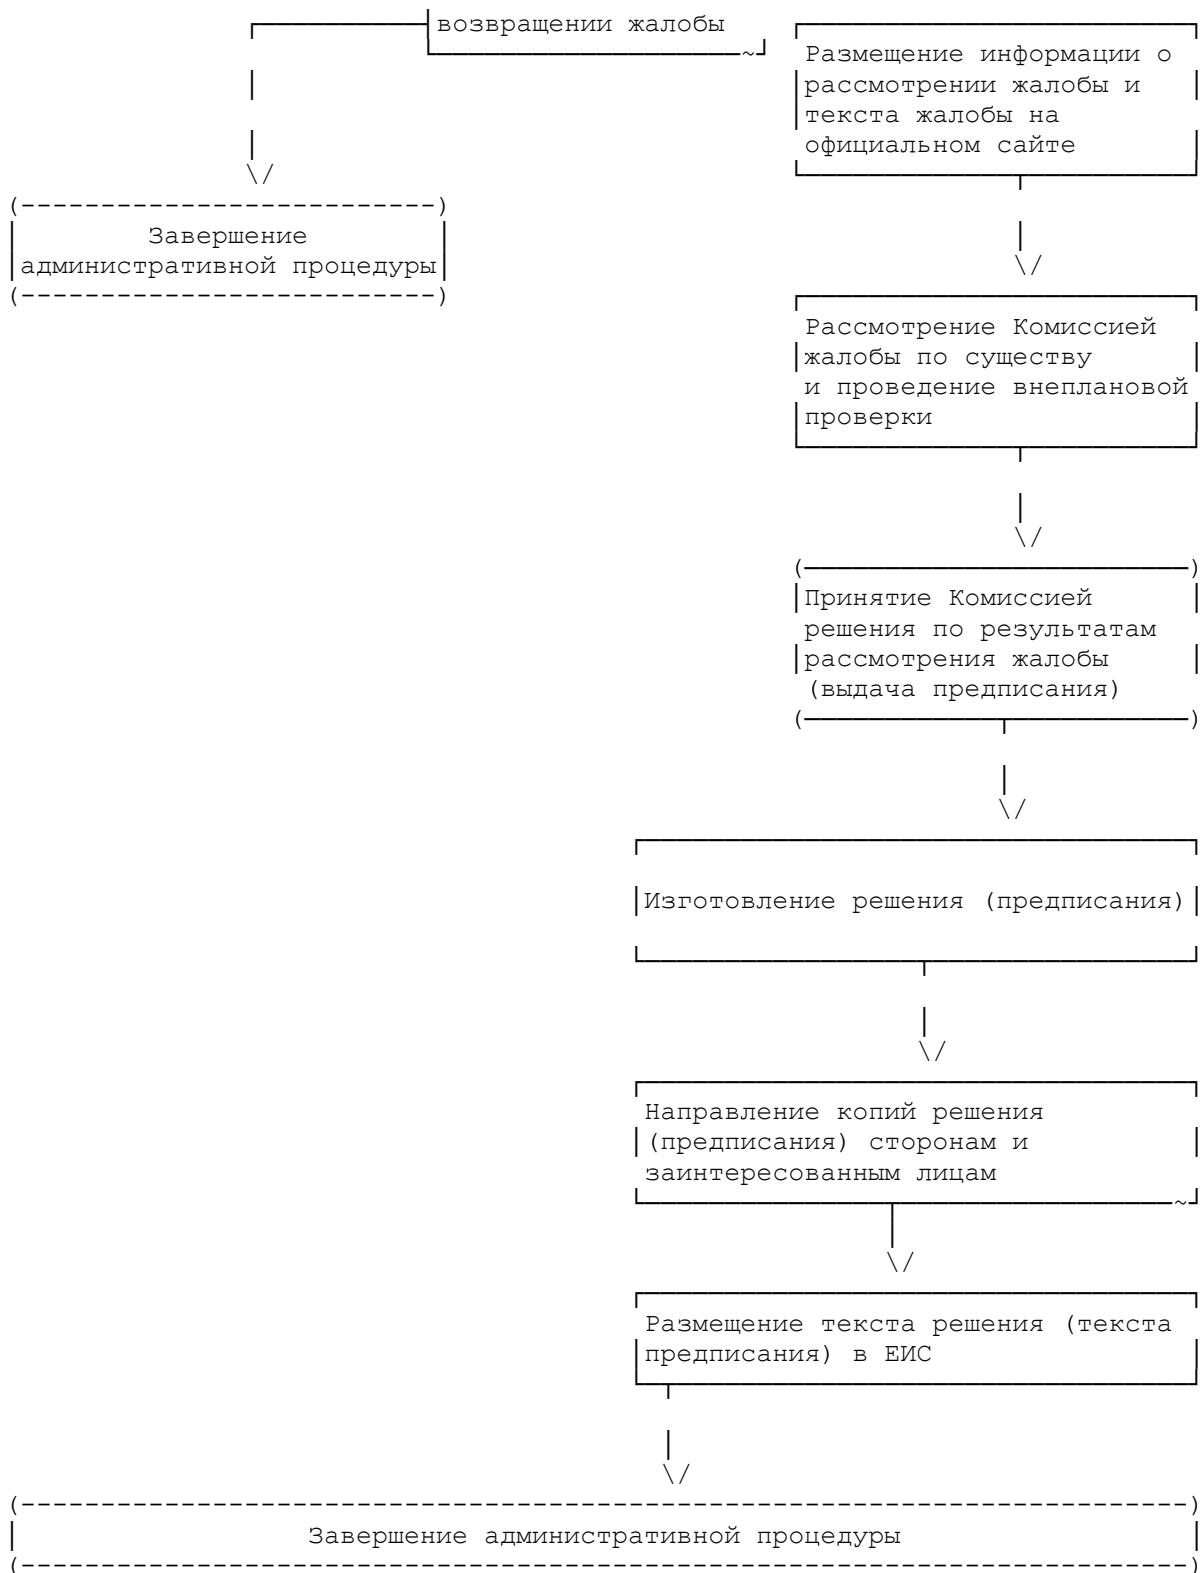 возвращении жалобы
Размещение информации о
рассмотрении жалобы и
текста жалобы на
официальном сайте
Завершение
административной процедуры
Рассмотрение Комиссией
жалобы по существу
и проведение внеплановой
проверки
Принятие Комиссией
решения по результатам
рассмотрения жалобы
(выдача предписания)
Изготовление решения (предписания)
Направление копий решения
(предписания) сторонам и
заинтересованным лицам
Размещение текста решения (текста
предписания) в ЕИС
Завершение административной процедуры